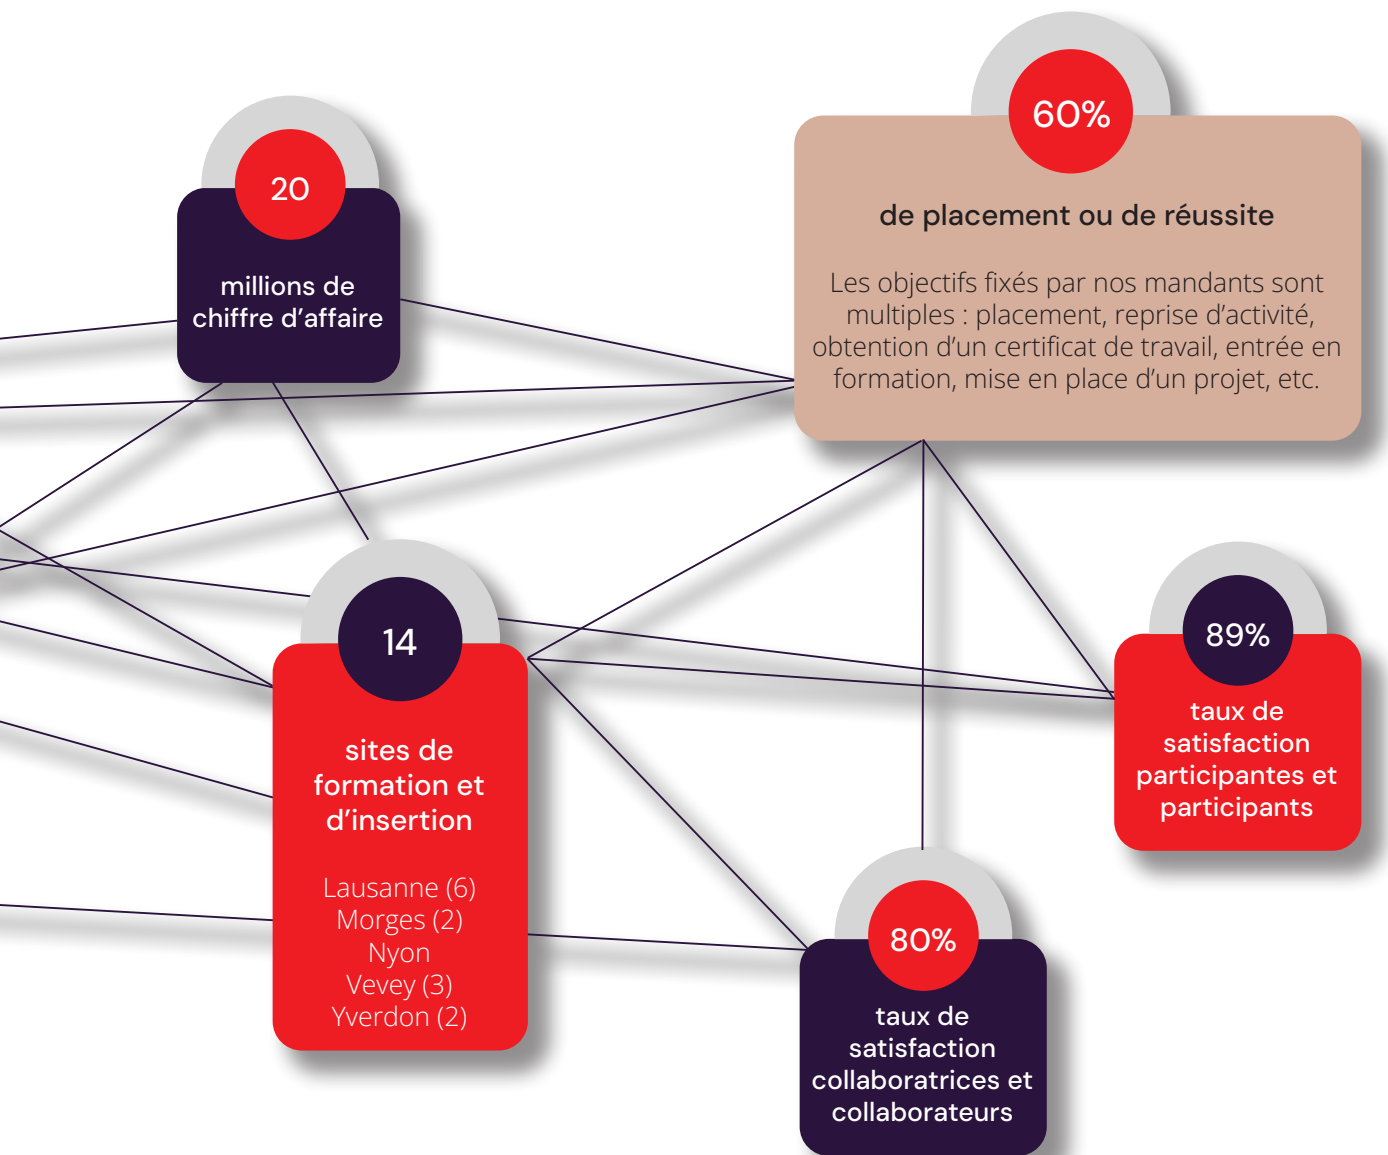 20
millions de
chiffre d’affaire
60%
de placement ou de réussite
Les objectifs fixés par nos mandants sont
multiples : placement, reprise d’activité,
obtention d’un certificat de travail, entrée en
formation, mise en place d’un projet, etc.
14
sites de
formation et
d’insertion
Lausanne (6)
Morges (2)
Nyon
Vevey (3)
Yverdon (2)
89%
taux de
satisfaction
participantes et
participants
80%
taux de
satisfaction
collaboratrices et
collaborateurs